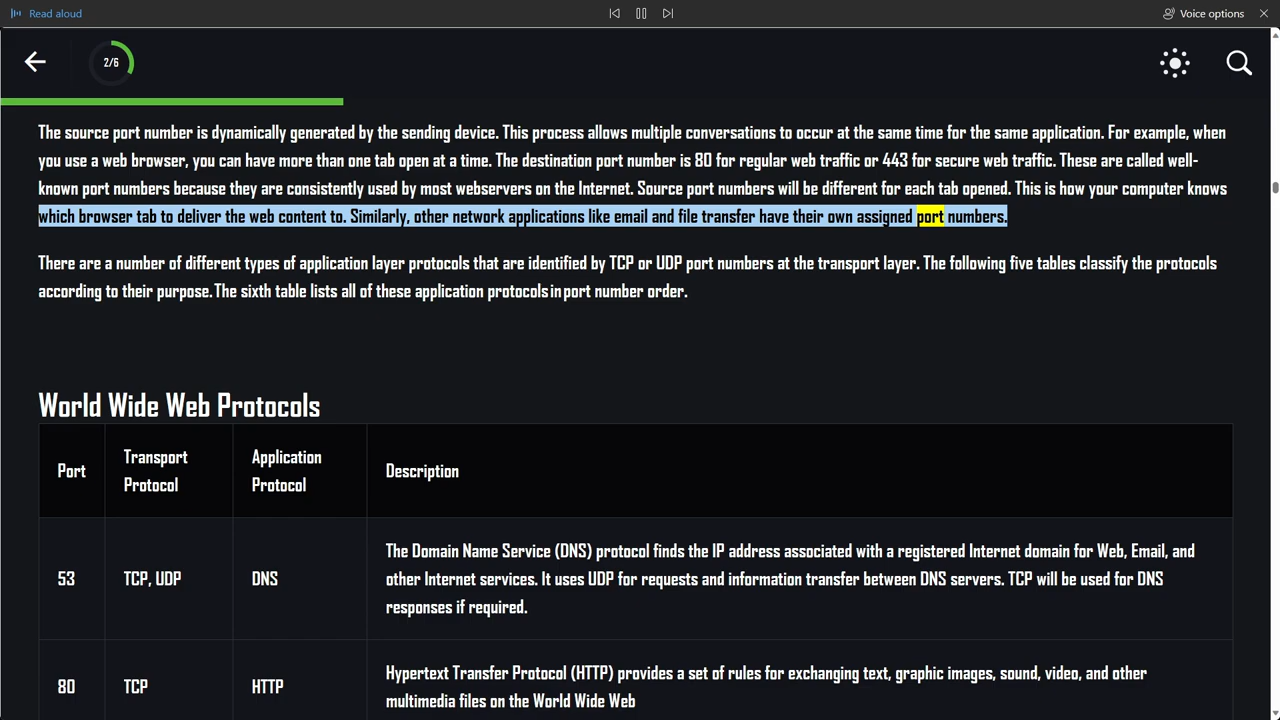 Read aloud
Voice options
2/6
The source port number is dynamically generated by the sending device. This process allows multiple conversations to occur at the same time for the same application. For example, when
you use a web browser, you can have more than one tab open at a time. The destination port number is 80 for regular web traffic or 443 for secure web traffic. These are called well-
known port numbers because they are consistently used by most webservers on the Internet. Source port numbers will be different for each tab opened. This is how your computer knows
which browser tab to deliver the web content to. Similarly, other network applications like email and file transfer have their own assigned port numbers.
There are a number of different types of application layer protocols that are identified by TCP or UDP port numbers at the transport layer. The following five tables classify the protocols
according to their purpose. The sixth table lists all of these application protocols in port number order.
World Wide Web Protocols
Port
Transport
Protocol
Application
Protocol
Description
53
TCP, UDP
DNS
The Domain Name Service (DNS) protocol finds the IP address associated with a registered Internet domain for Web, Email, and
other Internet services. It uses UDP for requests and information transfer between DNS servers. TCP will be used for DNS
responses if required.
80
TCP
HTTP
Hypertext Transfer Protocol (HTTP) provides a set of rules for exchanging text, graphic images, sound, video, and other
multimedia files on the World Wide Web